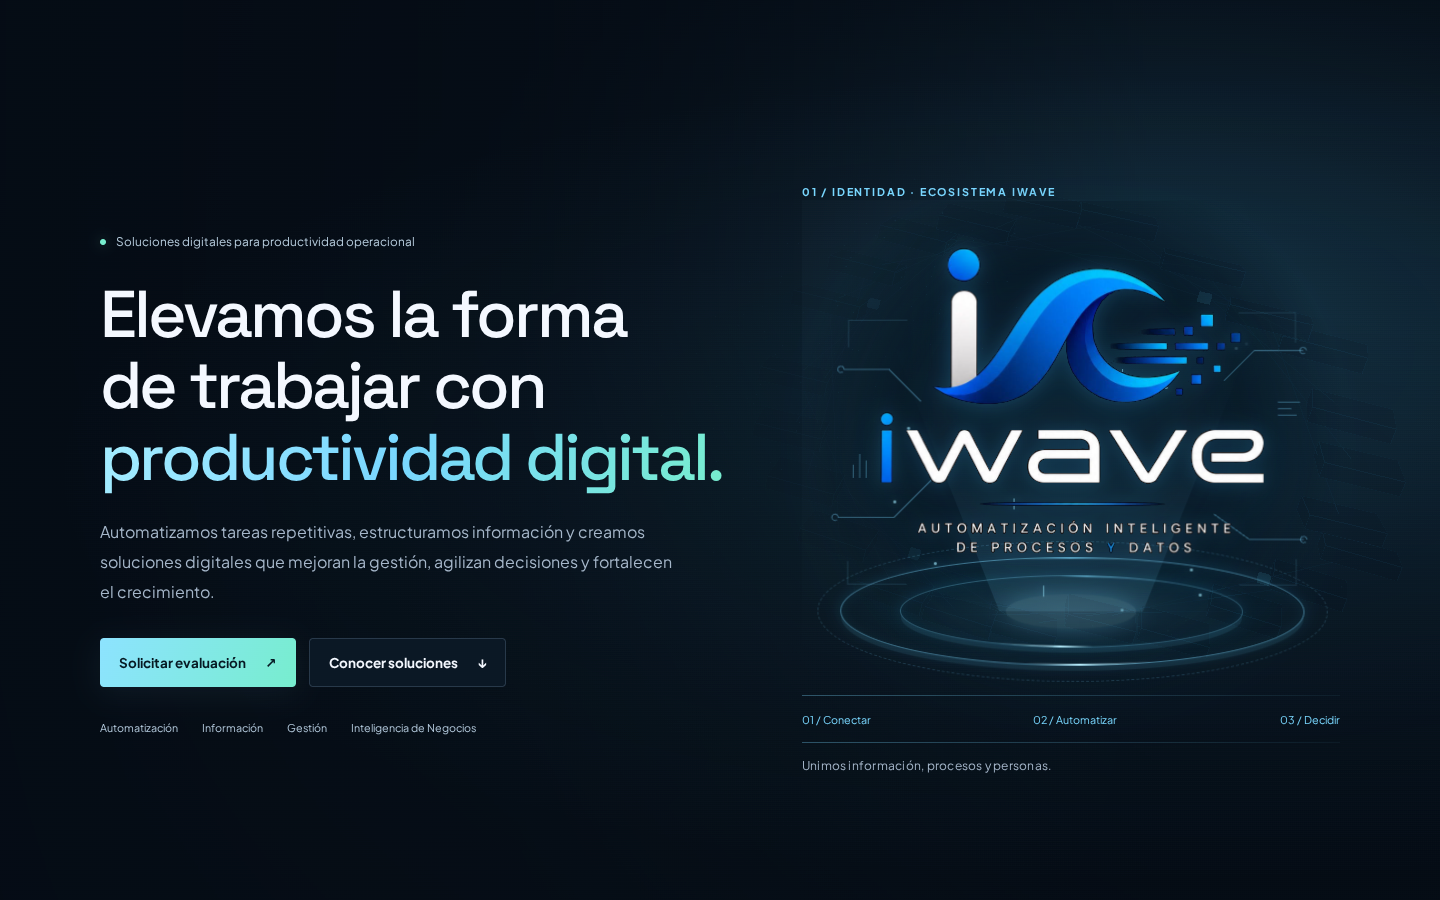 Soluciones digitales para productividad operacional
Elevamos la forma
de trabajar con
productividad digital.
Automatizamos tareas repetitivas, estructuramos información y creamos
soluciones digitales que mejoran la gestión, agilizan decisiones y fortalecen
el crecimiento.
Solicitar evaluación ↗
Conocer soluciones ↓
Automatización Información Gestión Inteligencia de Negocios
01 / IDENTIDAD · ECOSISTEMA IWAVE
iwave
AUTOMATIZACIÓN INTELIGENTE
DE PROCESOS Y DATOS
01 / Conectar 02 / Automatizar 03 / Decidir
Unimos información, procesos y personas.